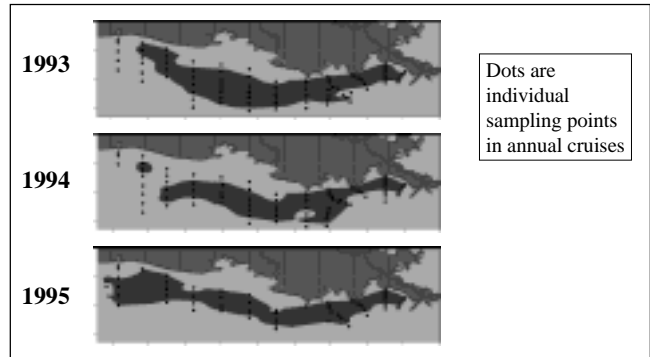 1993
Dots are
individual
sampling points
in annual cruises
1994
1995